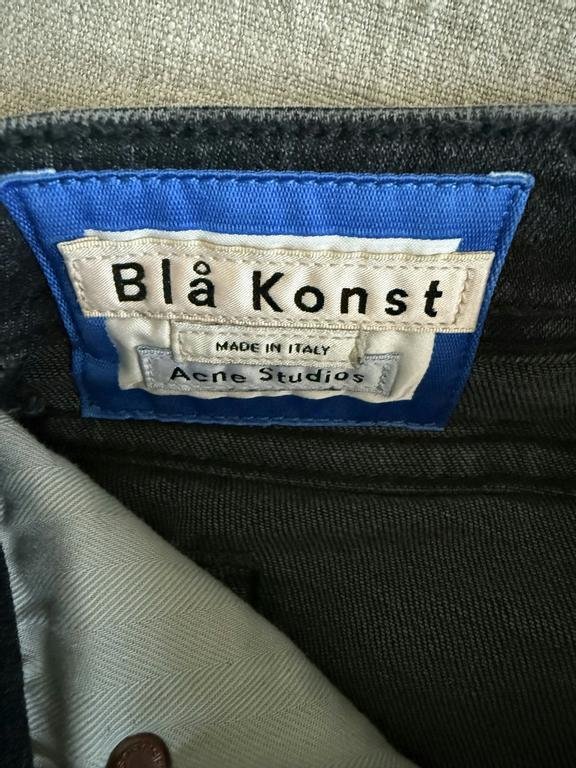 Blå Konst
MADE IN ITALY
Acne Studios